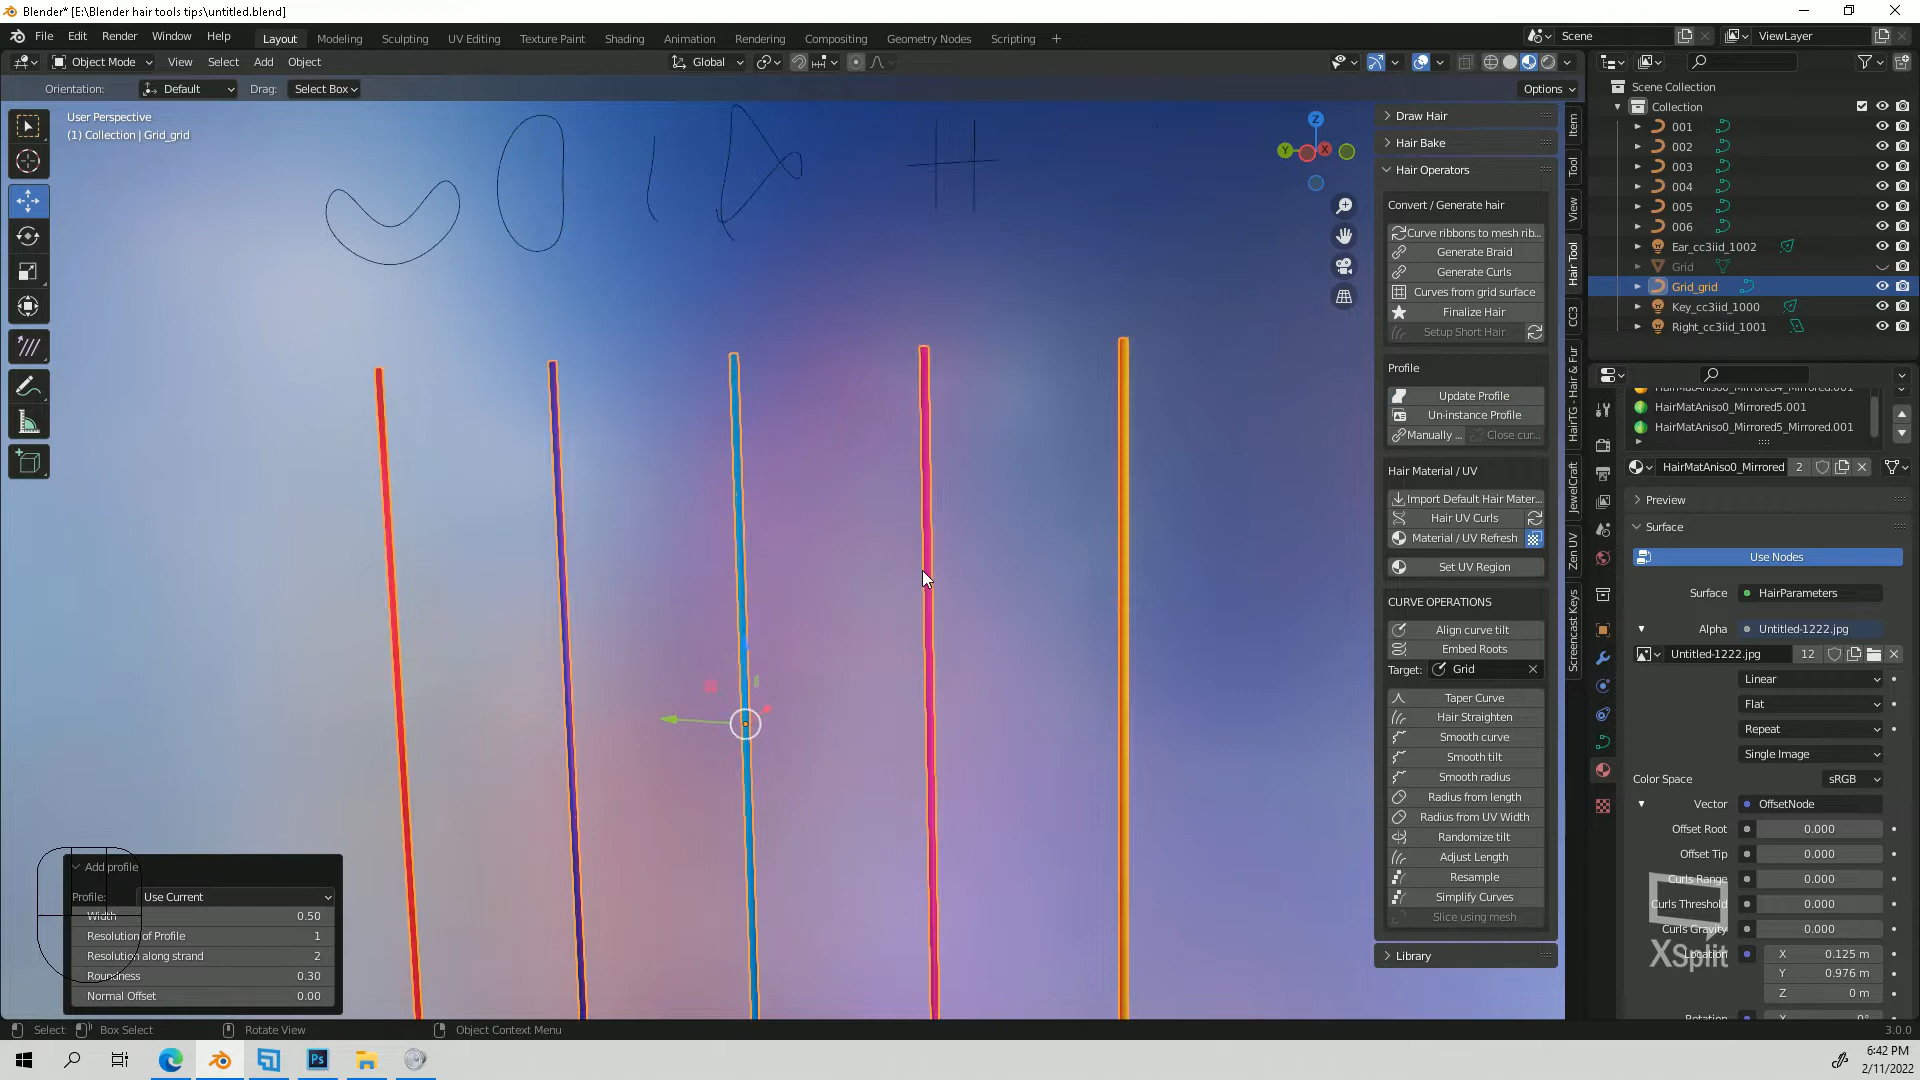 Blender* [E:\Blender hair tools tips\untitled.blend]
File Edit Render Window Help Layout Modeling Sculpting UV Editing Texture Paint Shading Animation Rendering Compositing Geometry Nodes Scripting + Scene ViewLayer
Object Mode View Select Add Object Global
Orientation: Default Drag: Select Box Options
User Perspective
(1) Collection | Grid_grid
Z
Y
X
Draw Hair
Hair Bake
Hair Operators
Convert / Generate hair
Curve ribbons to mesh rib...
Generate Braid
Generate Curls
Curves from grid surface
Finalize Hair
Setup Short Hair
Profile
Update Profile
Un-instance Profile
Manually ... Close cur...
Hair Material / UV
Import Default Hair Mater...
Hair UV Curls
Material / UV Refresh
Set UV Region
CURVE OPERATIONS
Align curve tilt
Embed Roots
Target: Grid
Taper Curve
Hair Straighten
Smooth curve
Smooth tilt
Smooth radius
Radius from length
Radius from UV Width
Randomize tilt
Adjust Length
Resample
Simplify Curves
Slice using mesh
Library
Item
Tool
View
Hair Tool
CC3
HairTG - Hair & Fur
JewelCraft
Zen UV
Screencast Keys
Scene Collection
Collection
001
002
003
004
005
006
Ear_cc3iid_1002
Grid
Grid_grid
Key_cc3iid_1000
Right_cc3iid_1001
HairMatAniso0_Mirrored4_Mirrored.001
HairMatAniso0_Mirrored5.001
HairMatAniso0_Mirrored5_Mirrored.001
HairMatAniso0_Mirrored 2
Preview
Surface
Use Nodes
Surface HairParameters
Alpha Untitled-1222.jpg
Untitled-1222.jpg 12
Linear
Flat
Repeat
Single Image
Color Space sRGB
Vector OffsetNode
Offset Root 0.000
Offset Tip 0.000
Curls Range 0.000
Curls Threshold 0.000
Curls Gravity 0.000
Location X 0.125 m
Y 0.976 m
Z 0 m
Rotation X 0°
XSplit
Add profile
Profile: Use Current
Width 0.50
Resolution of Profile 1
Resolution along strand 2
Roundness 0.30
Normal Offset 0.00
Select Box Select Rotate View Object Context Menu 3.0.0
Ps
6:42 PM
2/11/2022